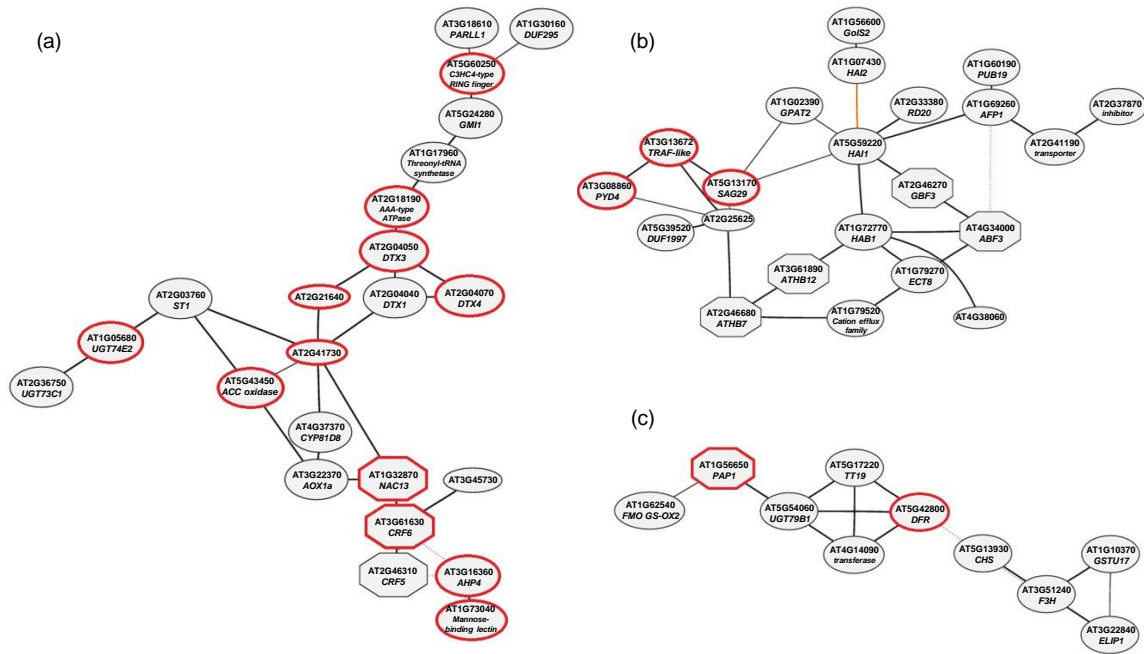 (a)
AT3G18610
PARLL1
AT1G30160
DUF295
AT5G60250
C3HC4-type
RING finger
AT5G24280
GMI1
AT1G17960
Threonyl-tRNA
synthetase
AT2G18190
AAA-type
ATPase
AT2G04050
DTX3
AT2G21640
AT2G04040
DTX1
AT2G04070
DTX4
AT2G03760
ST1
AT1G05680
UGT74E2
AT2G36750
UGT73C1
AT2G41730
AT5G43450
ACC oxidase
AT4G37370
CYP81D8
AT3G22370
AOX1a
AT1G32870
NAC13
AT3G45730
AT3G61630
CRF6
AT2G46310
CRF5
AT3G16360
AHP4
AT1G73040
Mannose-
binding lectin
(b)
AT1G56600
GolS2
AT1G07430
HAI2
AT1G60190
PUB19
AT1G02390
GPAT2
AT2G33380
RD20
AT1G69260
AFP1
AT2G37870
inhibitor
AT5G59220
HAI1
AT2G41190
transporter
AT3G13672
TRAF-like
AT3G08860
PYD4
AT5G13170
SAG29
AT2G46270
GBF3
AT2G25625
AT5G39520
DUF1997
AT1G72770
HAB1
AT4G34000
ABF3
AT3G61890
ATHB12
AT1G79270
ECT8
AT2G46680
ATHB7
AT1G79520
Cation efflux
family
AT4G38060
(c)
AT1G56650
PAP1
AT5G17220
TT19
AT1G62540
FMO GS-OX2
AT5G54060
UGT79B1
AT5G42800
DFR
AT4G14090
transferase
AT5G13930
CHS
AT1G10370
GSTU17
AT3G51240
F3H
AT3G22840
ELIP1